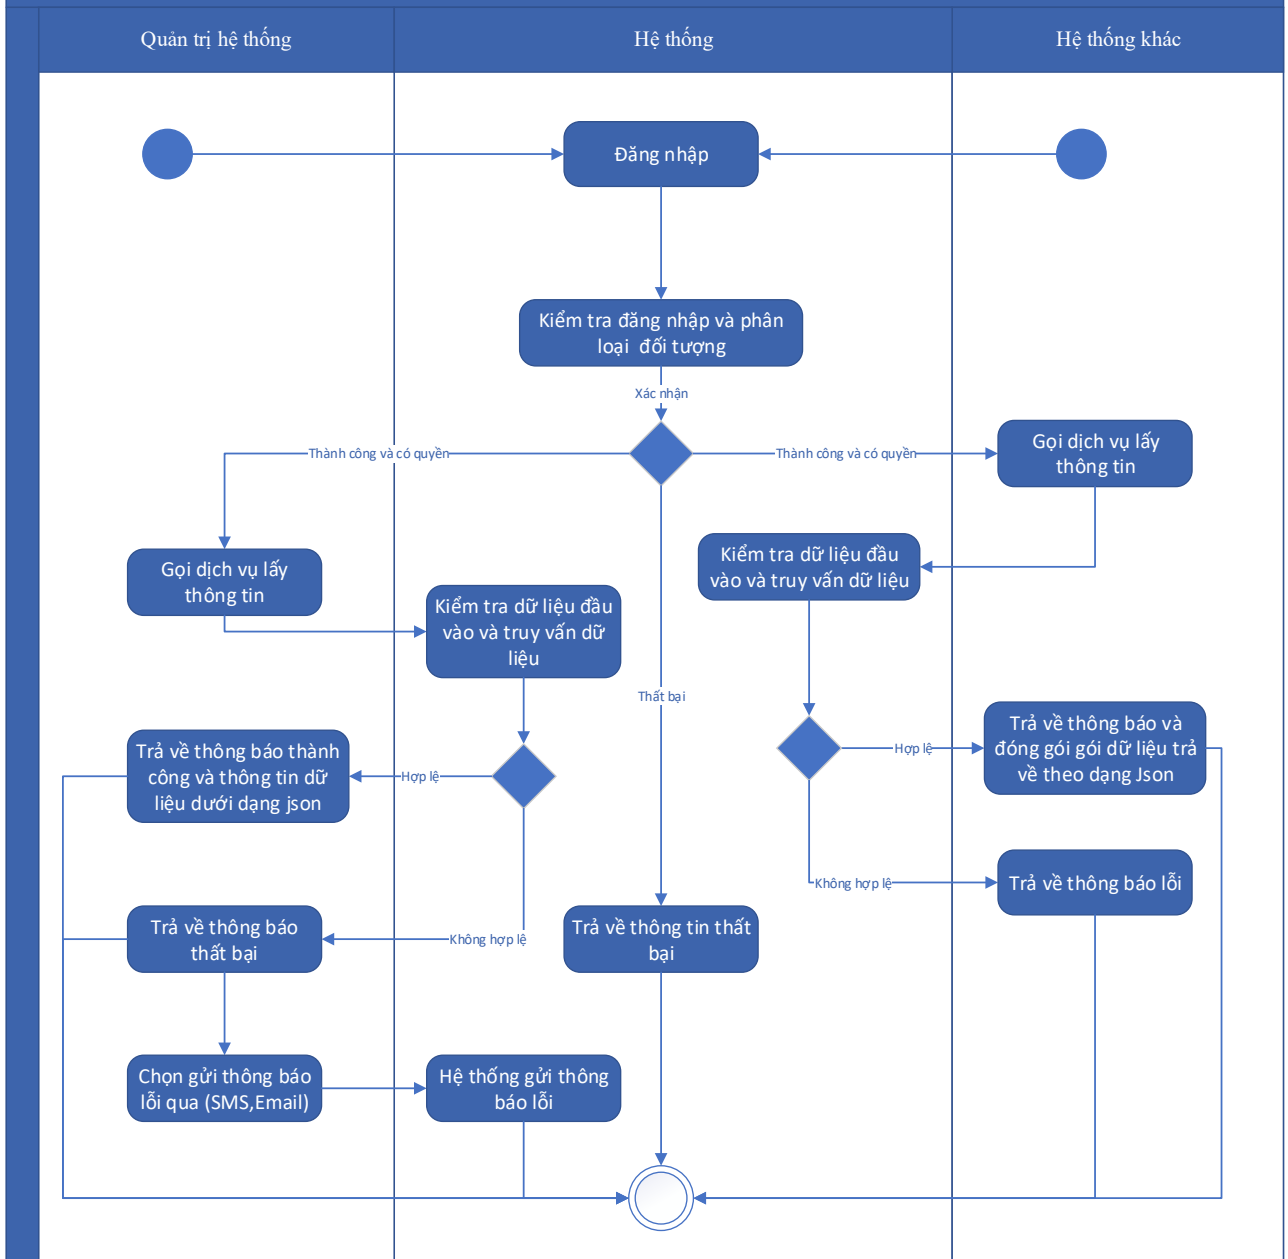 Quản trị hệ thống
Hệ thống
Hệ thống khác
Đăng nhập
Kiểm tra đăng nhập và phân
loại đối tượng
Xác nhận
Thành công và có quyền
Thành công và có quyền
Gọi dịch vụ lấy
thông tin
Kiểm tra dữ liệu đầu
vào và truy vấn dữ liệu
Gọi dịch vụ lấy
thông tin
Kiểm tra dữ liệu đầu
vào và truy vấn dữ
liệu
Thất bại
Trả về thông báo thành
công và thông tin dữ
liệu dưới dạng json
Hợp lệ
Hợp lệ
Trả về thông báo và
đóng gói gói dữ liệu trả
về theo dạng Json
Không hợp lệ
Trả về thông báo lỗi
Trả về thông báo
thất bại
Không hợp lệ
Trả về thông tin thất
bại
Chọn gửi thông báo
lỗi qua (SMS,Email)
Hệ thống gửi thông
báo lỗi